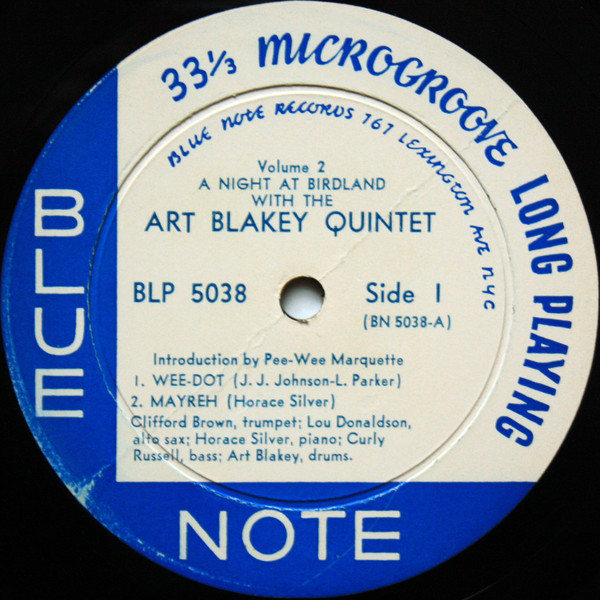 33⅓ MICROGROOVE LONG PLAYING
BLUE NOTE RECORDS 767 LEXINGTON AVE NYC
Volume 2
A NIGHT AT BIRDLAND
WITH THE
ART BLAKEY QUINTET
BLP 5038
Side 1
(BN 5038-A)
Introduction by Pee-Wee Marquette
1. WEE-DOT (J. J. Johnson-L. Parker)
2. MAYREH (Horace Silver)
Clifford Brown, trumpet; Lou Donaldson,
alto sax; Horace Silver, piano; Curly
Russell, bass; Art Blakey, drums.
BLUE
NOTE